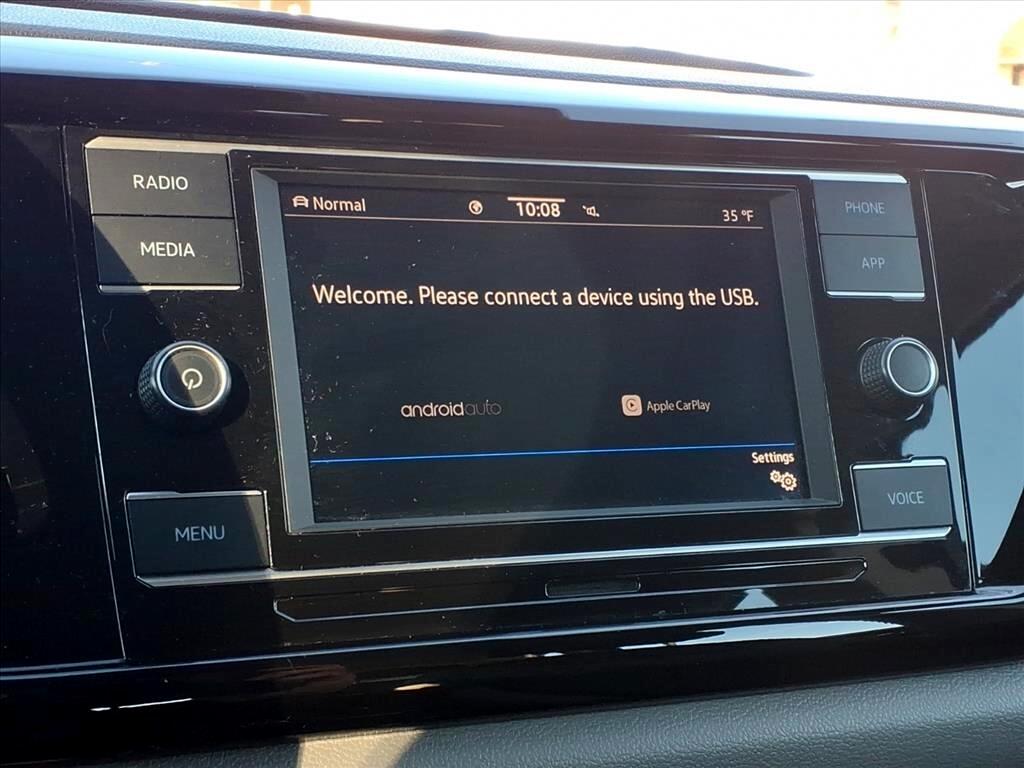 RADIO
MEDIA
Normal
10:08
35 °F
PHONE
APP
Welcome. Please connect a device using the USB.
androidauto
Apple CarPlay
Settings
MENU
VOICE